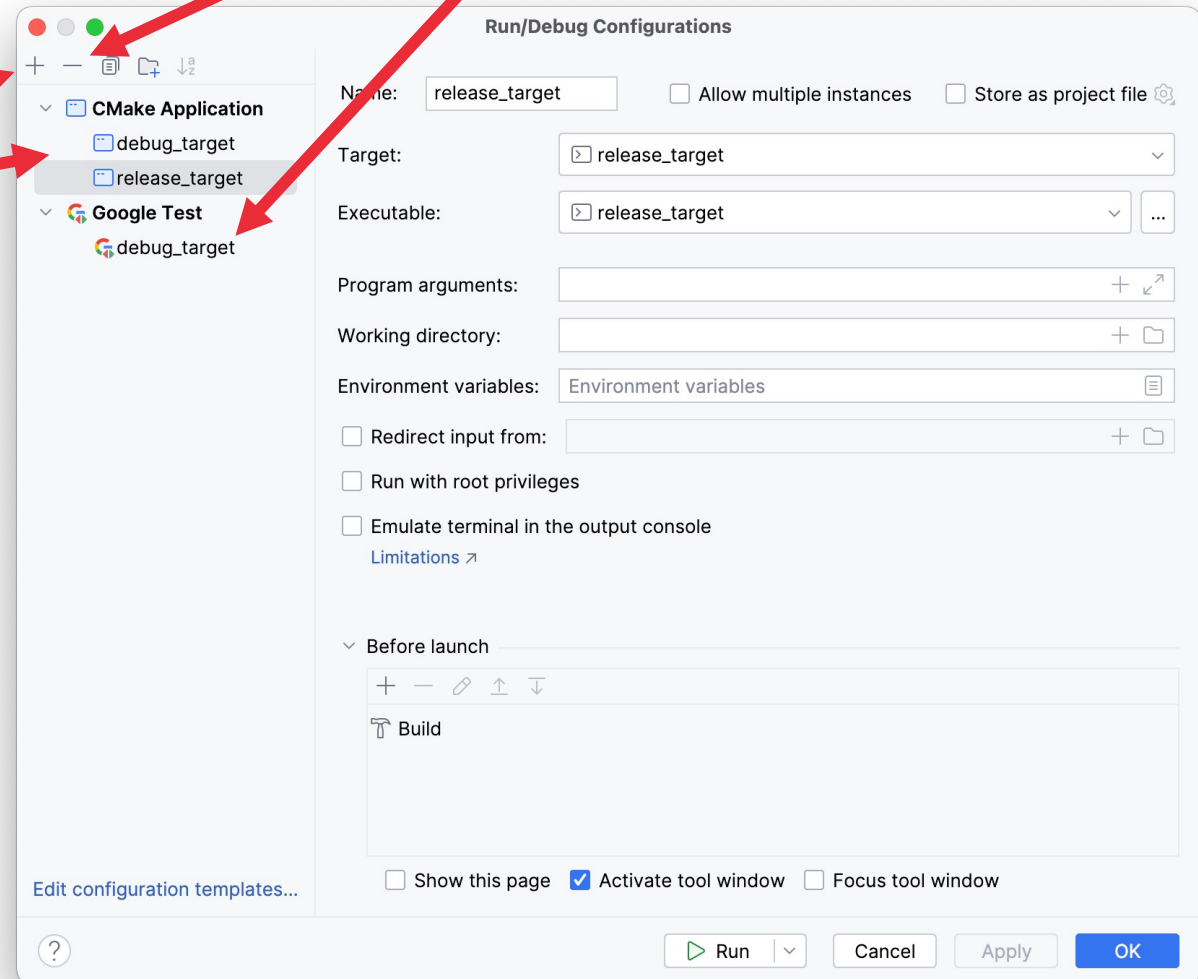 Run/Debug Configurations
CMake Application
debug_target
release_target
Google Test
debug_target
Edit configuration templates...
Name: release_target Allow multiple instances Store as project file
Target: release_target
Executable: release_target ...
Program arguments:
Working directory:
Environment variables: Environment variables
Redirect input from:
Run with root privileges
Emulate terminal in the output console
Limitations ↗
Before launch
Build
Show this page Activate tool window Focus tool window
? Run Cancel Apply OK